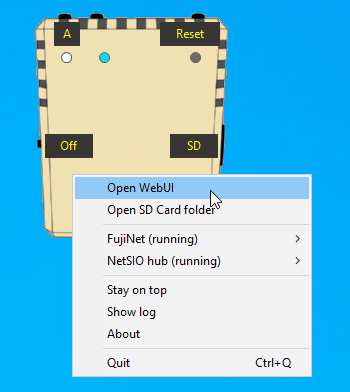 A
Reset
Off
SD
Open WebUI
Open SD Card folder
FujiNet (running)
NetSIO hub (running)
Stay on top
Show log
About
Quit Ctrl+Q